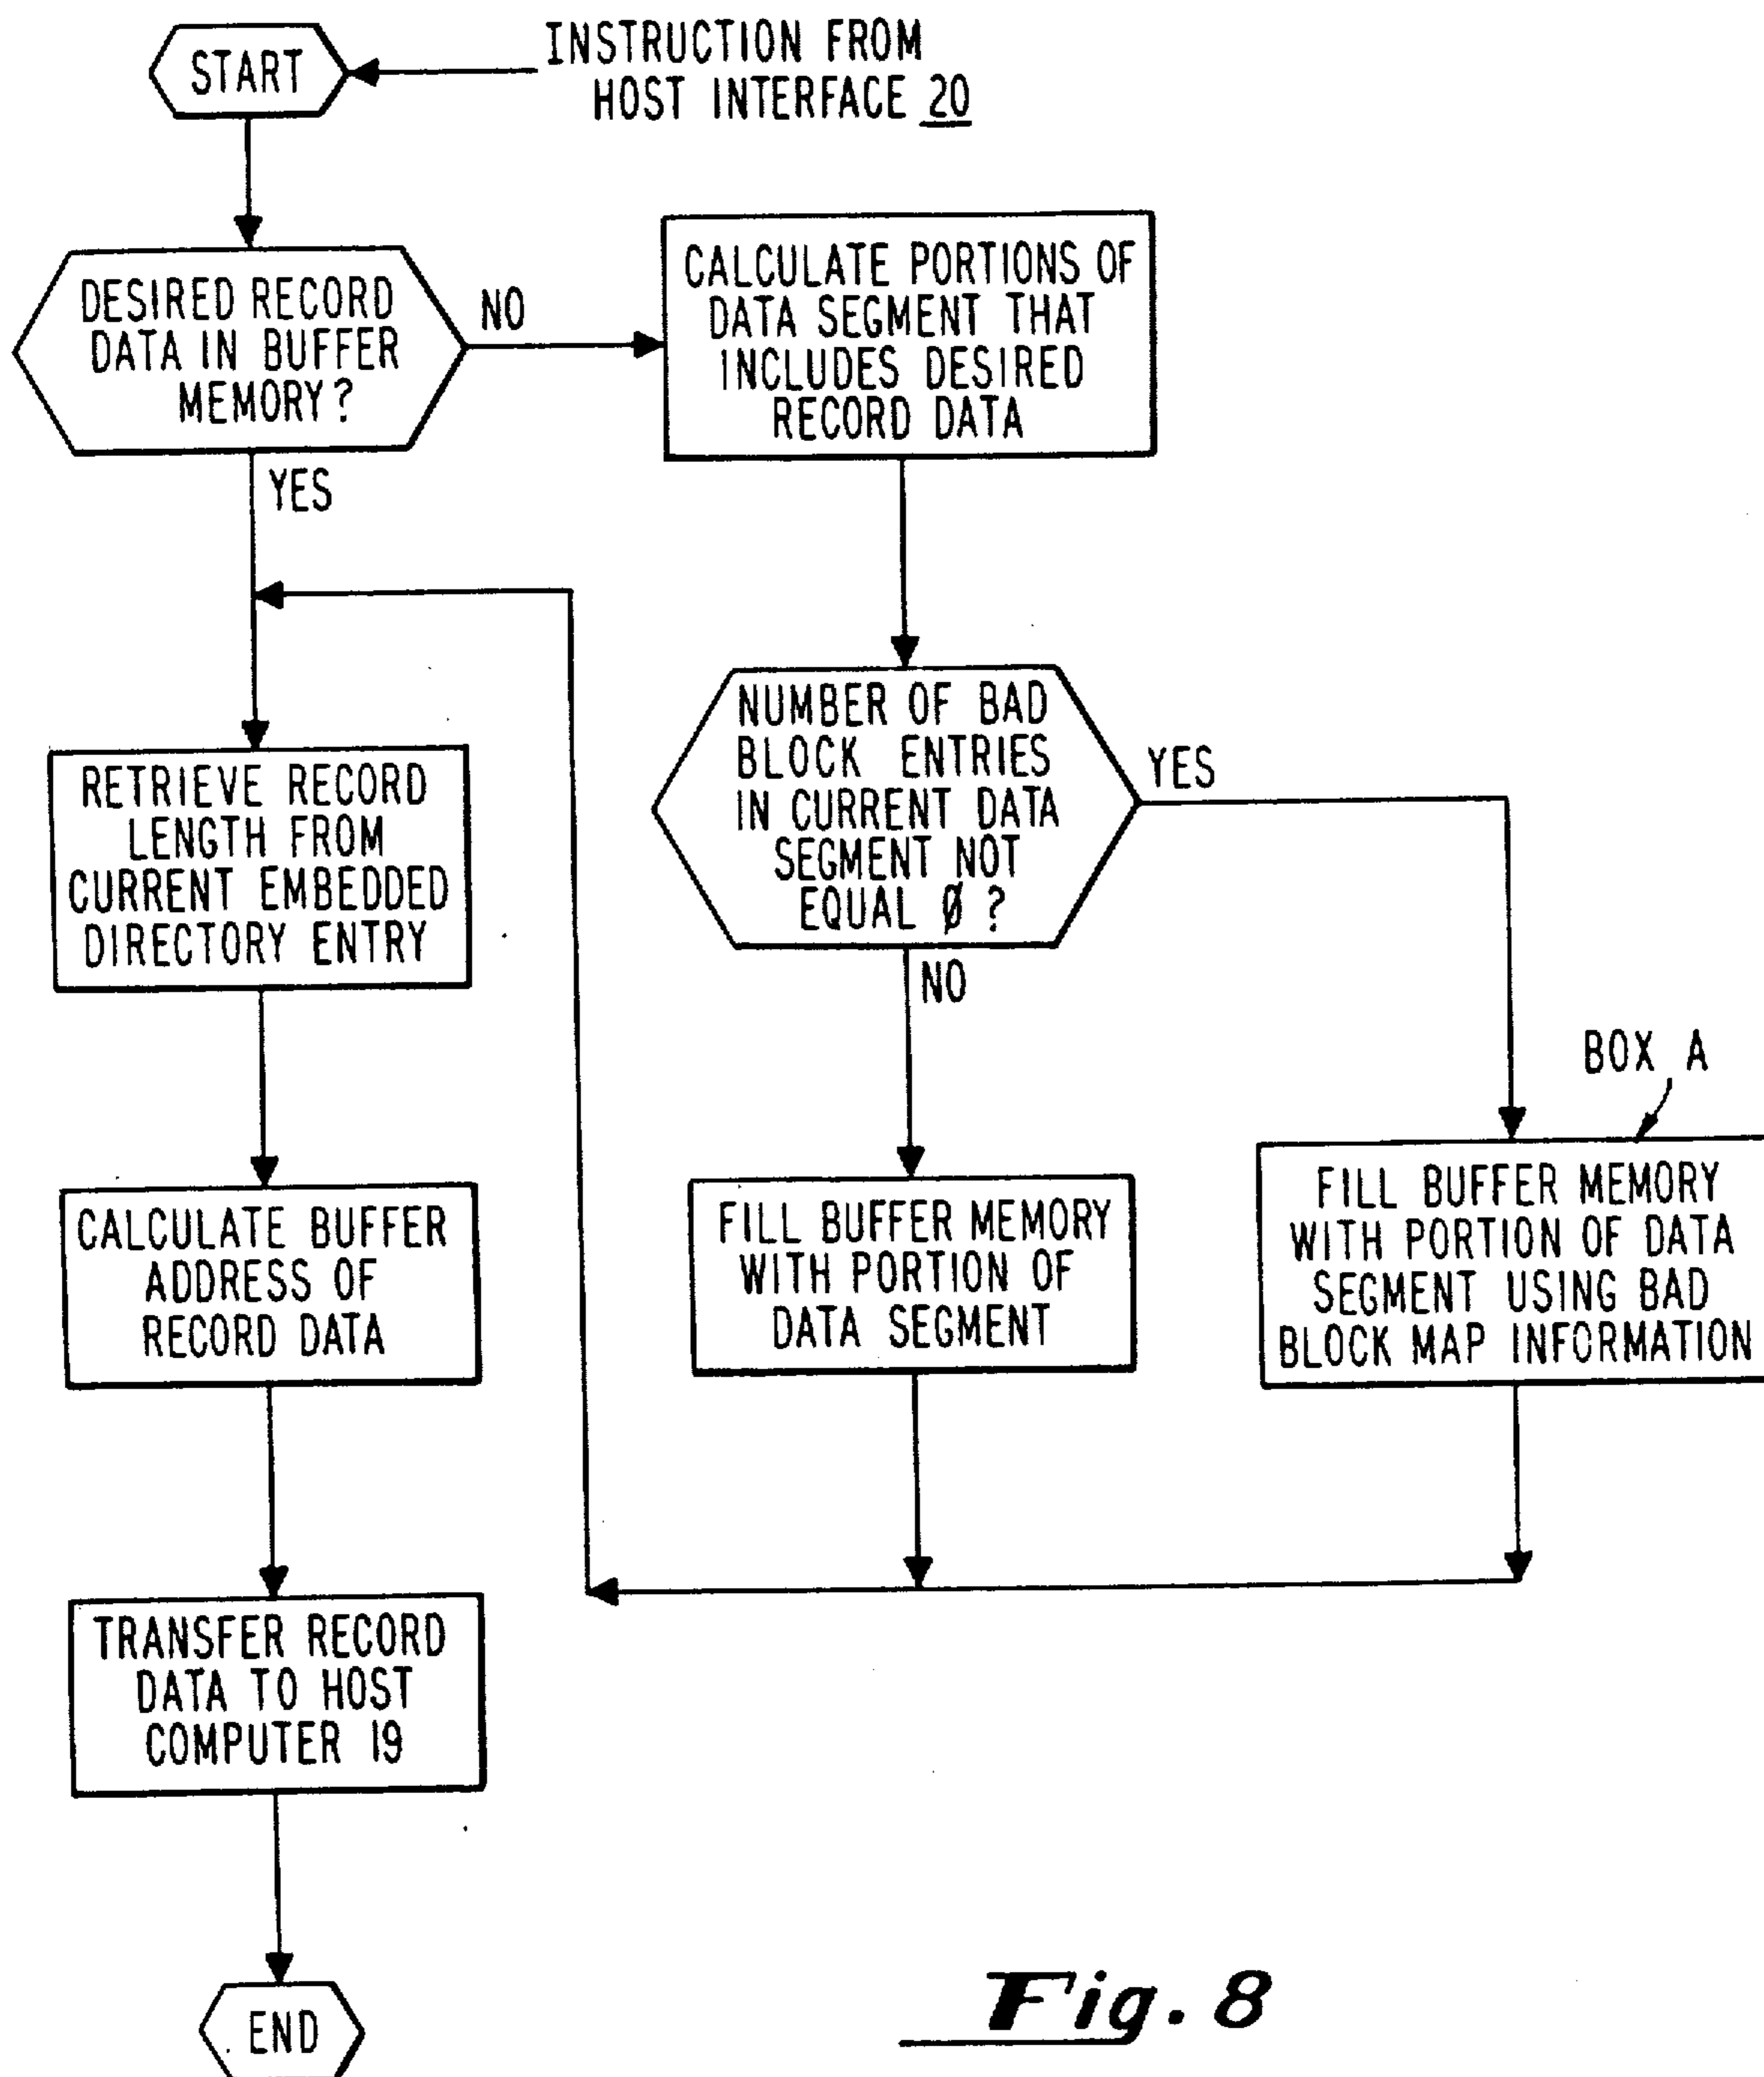 START
INSTRUCTION FROM
HOST INTERFACE 20
DESIRED RECORD
DATA IN BUFFER
MEMORY?
NO
YES
CALCULATE PORTIONS OF
DATA SEGMENT THAT
INCLUDES DESIRED
RECORD DATA
NUMBER OF BAD
BLOCK ENTRIES
IN CURRENT DATA
SEGMENT NOT
EQUAL Ø ?
YES
NO
RETRIEVE RECORD
LENGTH FROM
CURRENT EMBEDDED
DIRECTORY ENTRY
BOX A
CALCULATE BUFFER
ADDRESS OF
RECORD DATA
FILL BUFFER MEMORY
WITH PORTION OF
DATA SEGMENT
FILL BUFFER MEMORY
WITH PORTION OF DATA
SEGMENT USING BAD
BLOCK MAP INFORMATION
TRANSFER RECORD
DATA TO HOST
COMPUTER 19
END
Fig. 8